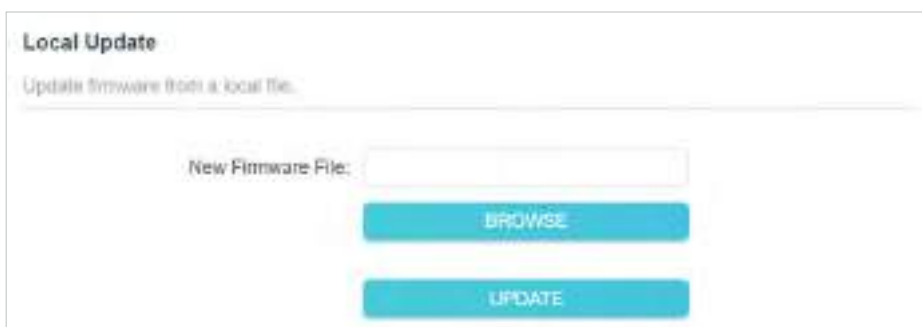 Local Update
Update firmware from a local file.
New Firmware File:
BROWSE
UPDATE